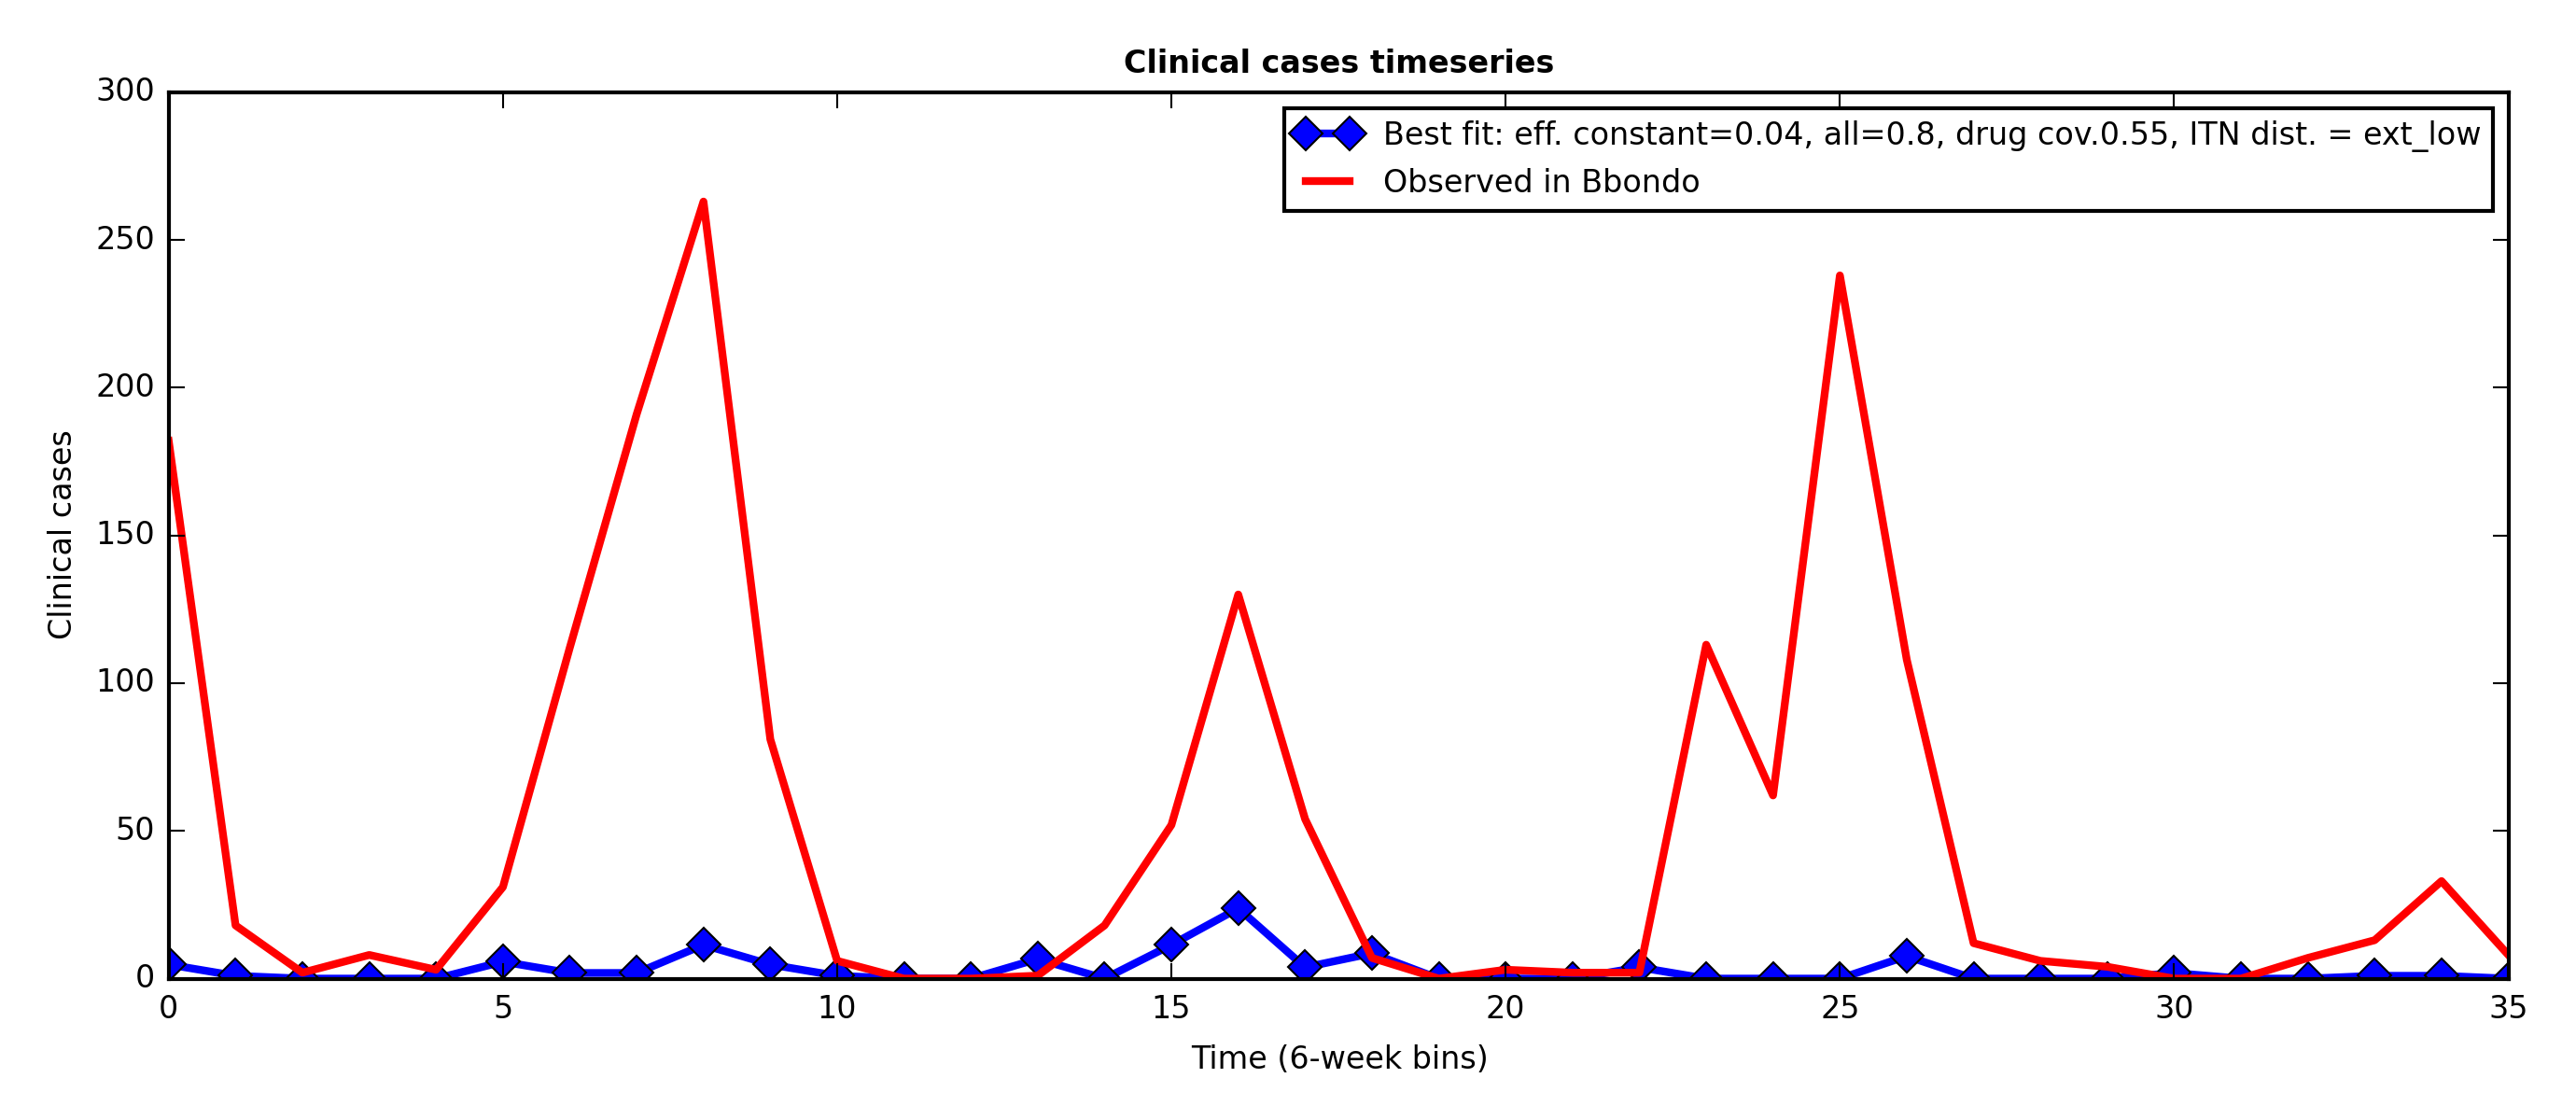 Clinical cases timeseries
300
250
200
150
100
50
0
Clinical cases
Best fit: eff. constant=0.04, all=0.8, drug cov.0.55, ITN dist. = ext_low
Observed in Bbondo
0 5 10 15 20 25 30 35
Time (6-week bins)